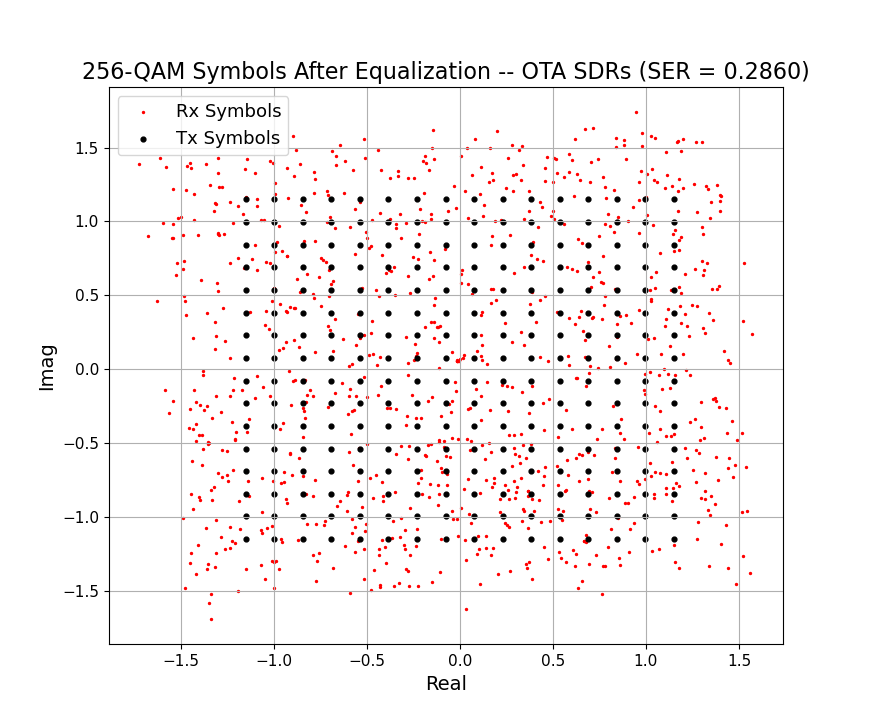 256-QAM Symbols After Equalization -- OTA SDRs (SER = 0.2860)
Rx Symbols
Tx Symbols
1.5
1.0
0.5
0.0
−0.5
−1.0
−1.5
Imag
−1.5 −1.0 −0.5 0.0 0.5 1.0 1.5
Real